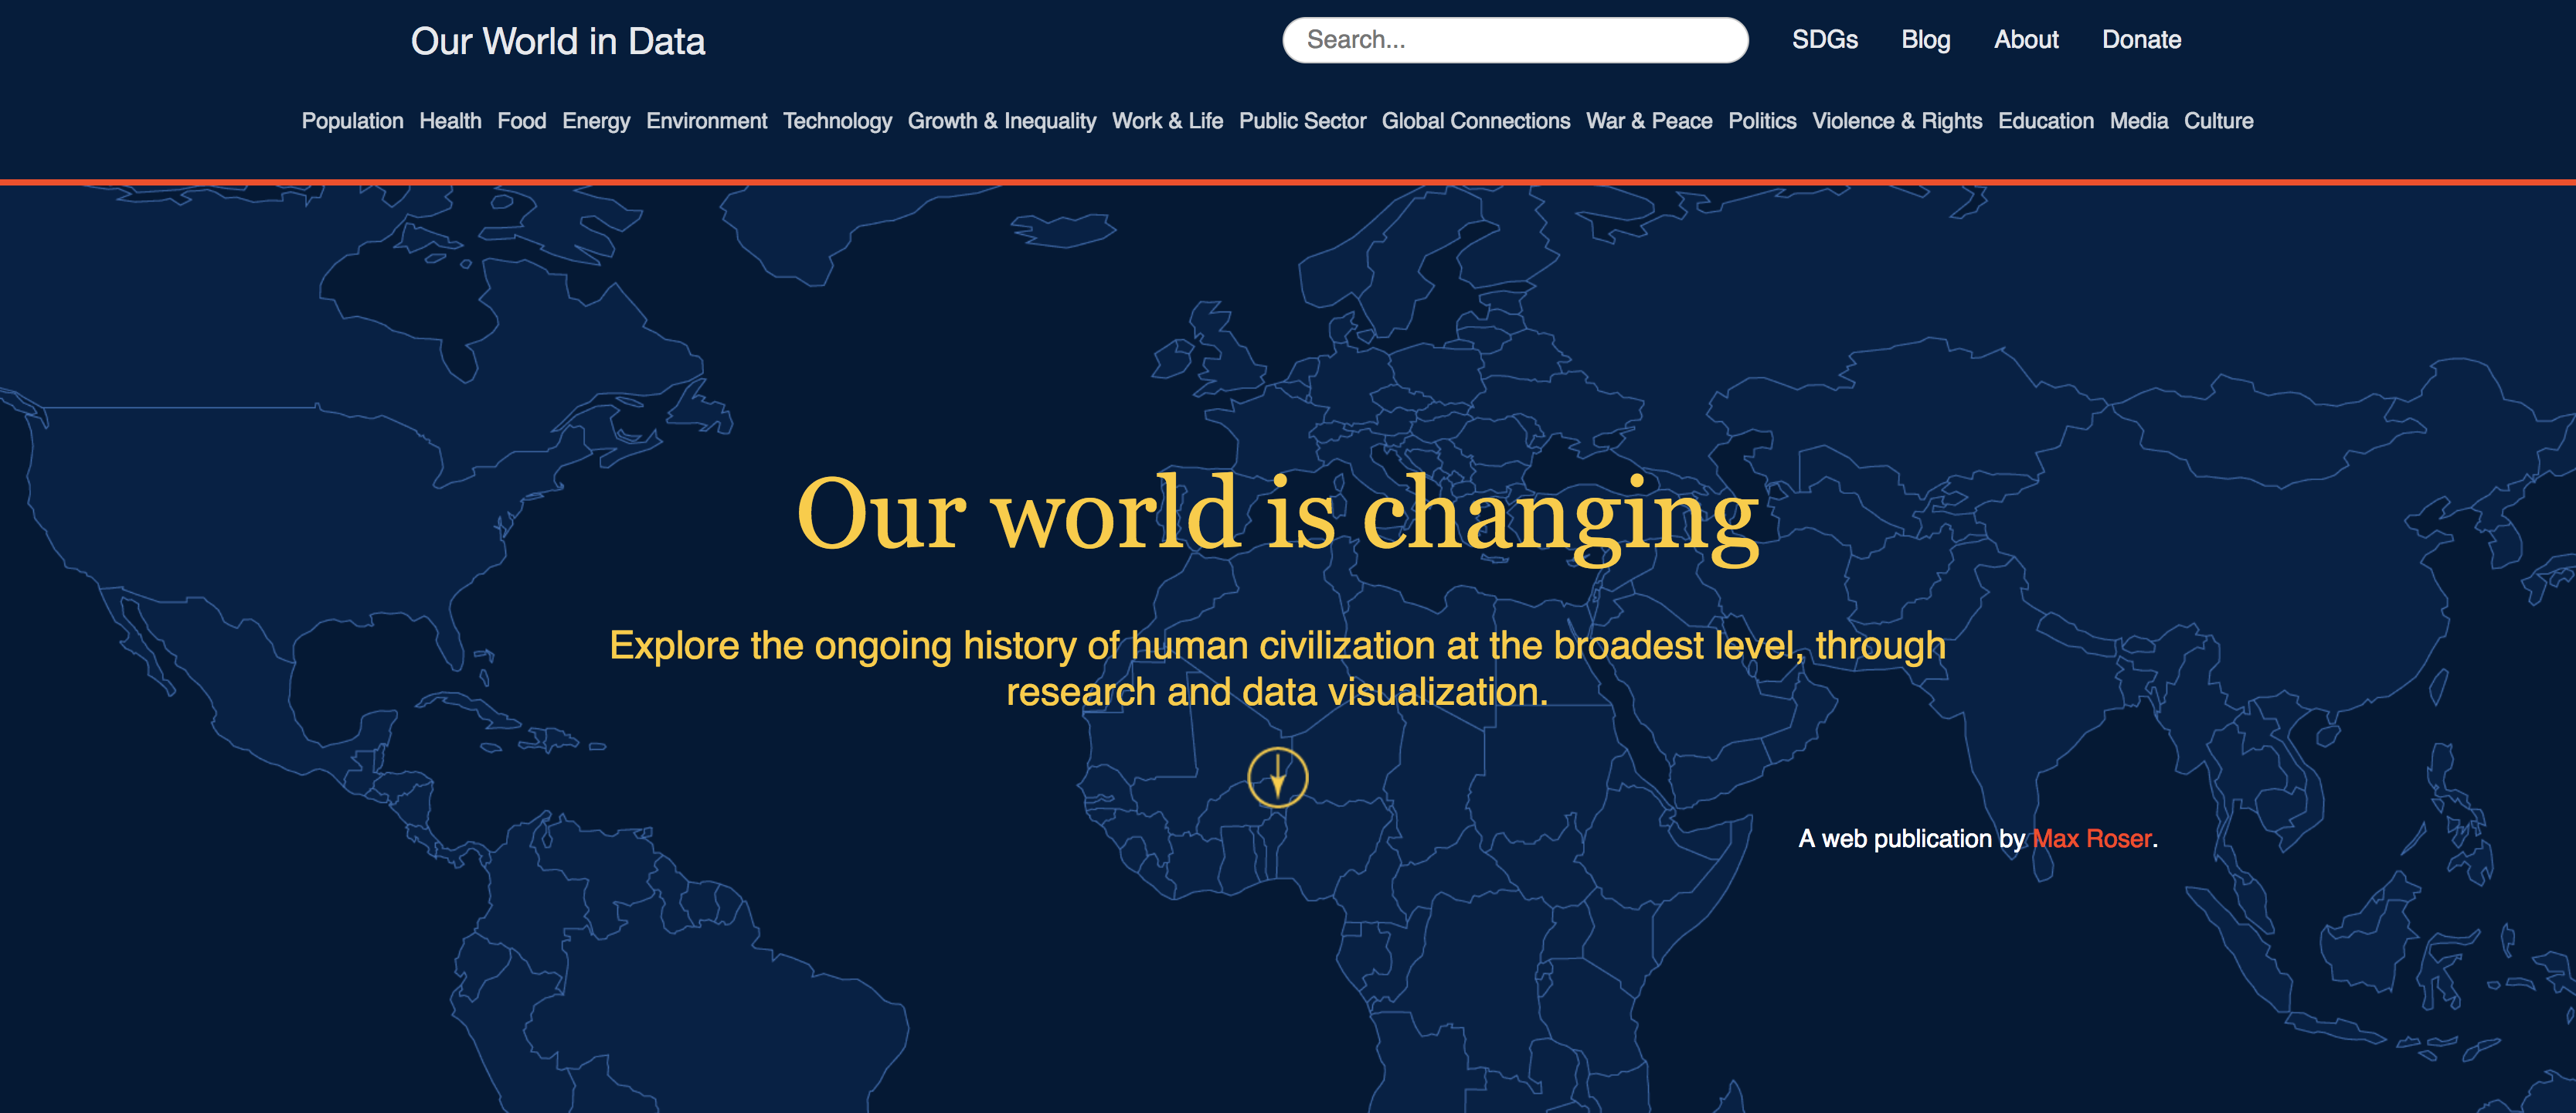 Our World in Data
Search...
SDGs Blog About Donate
Population Health Food Energy Environment Technology Growth & Inequality Work & Life Public Sector Global Connections War & Peace Politics Violence & Rights Education Media Culture
Our world is changing
Explore the ongoing history of human civilization at the broadest level, through
research and data visualization.
A web publication by Max Roser.